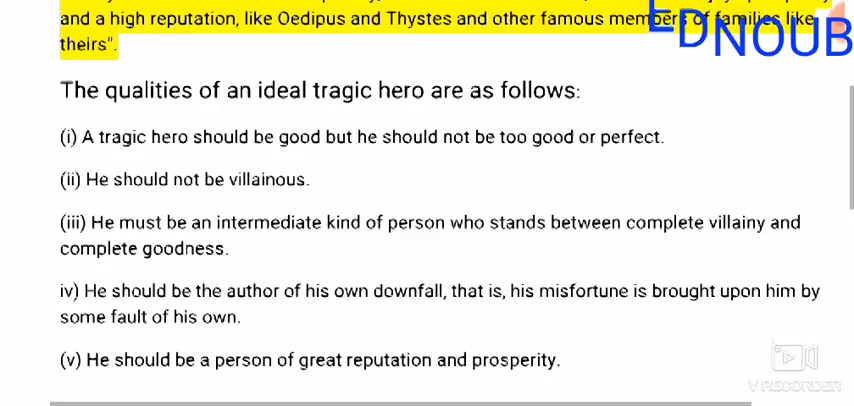 and a high reputation, like Oedipus and Thystes and other famous members of families like
theirs".
EDNOUB
The qualities of an ideal tragic hero are as follows:
(i) A tragic hero should be good but he should not be too good or perfect.
(ii) He should not be villainous.
(iii) He must be an intermediate kind of person who stands between complete villainy and
complete goodness.
iv) He should be the author of his own downfall, that is, his misfortune is brought upon him by
some fault of his own.
(v) He should be a person of great reputation and prosperity.
V RECORDER